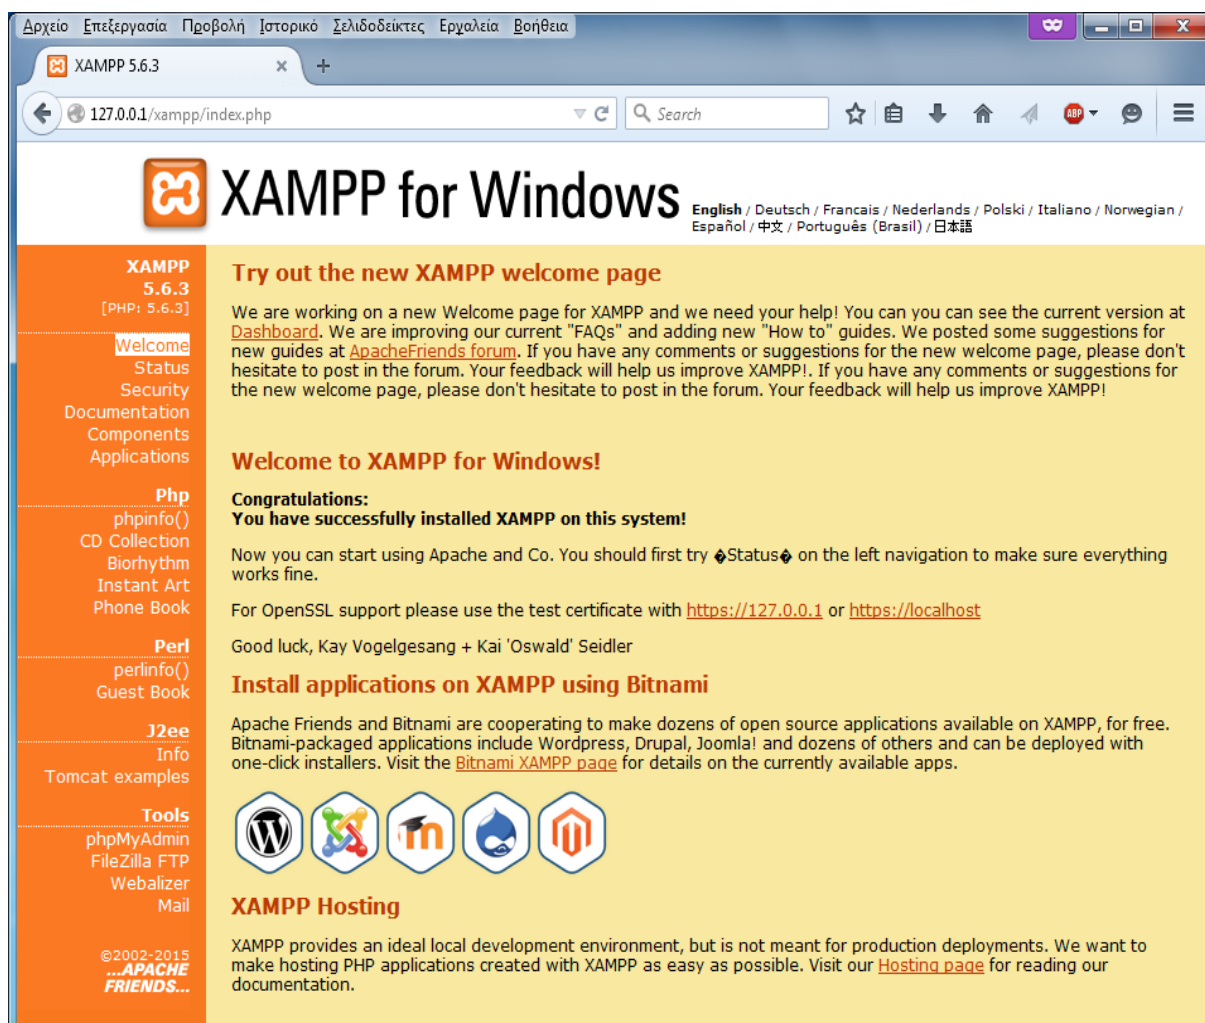 Αρχείο Επεξεργασία Προβολή Ιστορικό Σελιδοδείκτες Εργαλεία Βοήθεια
XAMPP 5.6.3
127.0.0.1/xampp/index.php
Search
ABP
XAMPP for Windows
English / Deutsch / Francais / Nederlands / Polski / Italiano / Norwegian /
Español / 中文 / Português (Brasil) / 日本語
XAMPP
5.6.3
[PHP: 5.6.3]
Welcome
Status
Security
Documentation
Components
Applications
Php
phpinfo()
CD Collection
Biorhythm
Instant Art
Phone Book
Perl
perlinfo()
Guest Book
J2ee
Info
Tomcat examples
Tools
phpMyAdmin
FileZilla FTP
Webalizer
Mail
©2002-2015
...APACHE
FRIENDS...
Try out the new XAMPP welcome page
We are working on a new Welcome page for XAMPP and we need your help! You can you can see the current version at
Dashboard. We are improving our current "FAQs" and adding new "How to" guides. We posted some suggestions for
new guides at ApacheFriends forum. If you have any comments or suggestions for the new welcome page, please don't
hesitate to post in the forum. Your feedback will help us improve XAMPP!. If you have any comments or suggestions for
the new welcome page, please don't hesitate to post in the forum. Your feedback will help us improve XAMPP!
Welcome to XAMPP for Windows!
Congratulations:
You have successfully installed XAMPP on this system!
Now you can start using Apache and Co. You should first try �Status� on the left navigation to make sure everything
works fine.
For OpenSSL support please use the test certificate with https://127.0.0.1 or https://localhost
Good luck, Kay Vogelgesang + Kai 'Oswald' Seidler
Install applications on XAMPP using Bitnami
Apache Friends and Bitnami are cooperating to make dozens of open source applications available on XAMPP, for free.
Bitnami-packaged applications include Wordpress, Drupal, Joomla! and dozens of others and can be deployed with
one-click installers. Visit the Bitnami XAMPP page for details on the currently available apps.
XAMPP Hosting
XAMPP provides an ideal local development environment, but is not meant for production deployments. We want to
make hosting PHP applications created with XAMPP as easy as possible. Visit our Hosting page for reading our
documentation.